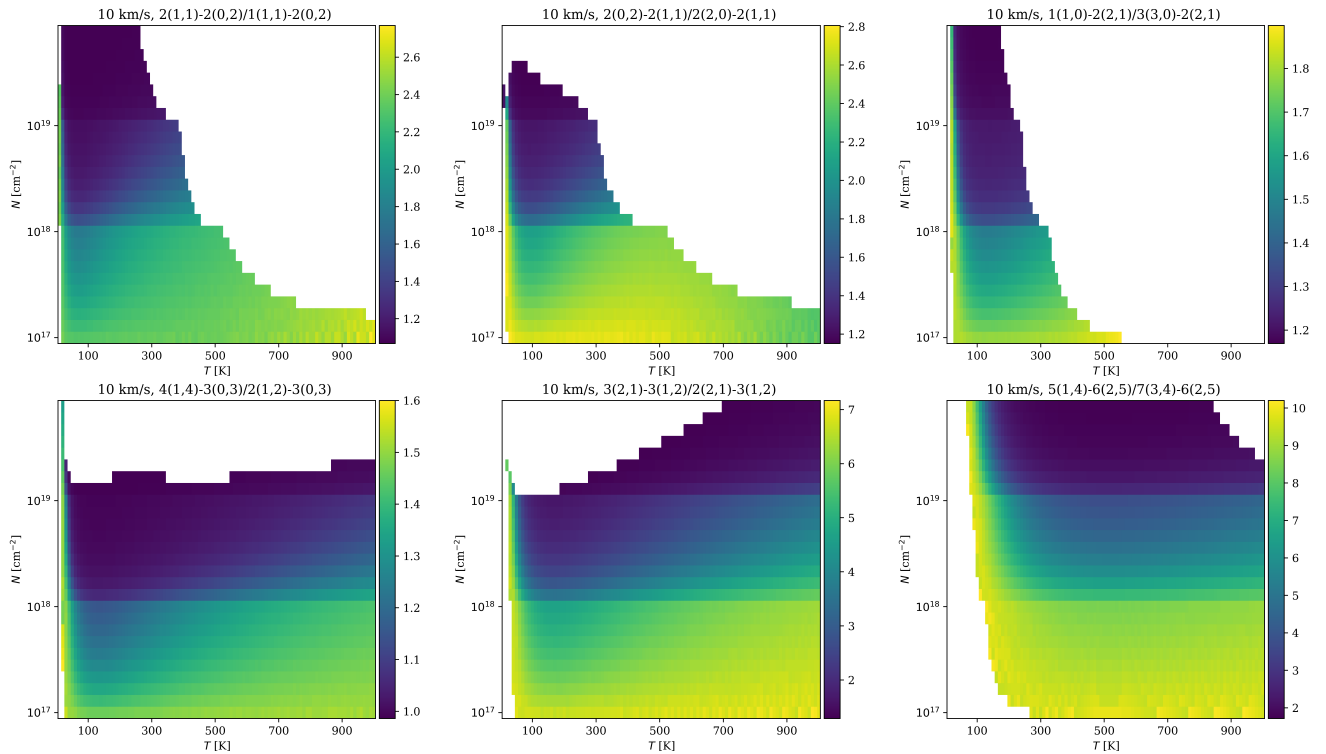 10 km/s, 2(1,1)-2(0,2)/1(1,1)-2(0,2)
10 km/s, 2(0,2)-2(1,1)/2(2,0)-2(1,1)
10 km/s, 1(1,0)-2(2,1)/3(3,0)-2(2,1)
N [cm⁻²]
10¹⁹
10¹⁸
10¹⁷
100 300 500 700 900
T [K]
2.6
2.4
2.2
2.0
1.8
1.6
1.4
1.2
N [cm⁻²]
10¹⁹
10¹⁸
10¹⁷
100 300 500 700 900
T [K]
2.8
2.6
2.4
2.2
2.0
1.8
1.6
1.4
1.2
N [cm⁻²]
10¹⁹
10¹⁸
10¹⁷
100 300 500 700 900
T [K]
1.8
1.7
1.6
1.5
1.4
1.3
1.2
10 km/s, 4(1,4)-3(0,3)/2(1,2)-3(0,3)
10 km/s, 3(2,1)-3(1,2)/2(2,1)-3(1,2)
10 km/s, 5(1,4)-6(2,5)/7(3,4)-6(2,5)
N [cm⁻²]
10¹⁹
10¹⁸
10¹⁷
100 300 500 700 900
T [K]
1.6
1.5
1.4
1.3
1.2
1.1
1.0
N [cm⁻²]
10¹⁹
10¹⁸
10¹⁷
100 300 500 700 900
T [K]
7
6
5
4
3
2
N [cm⁻²]
10¹⁹
10¹⁸
10¹⁷
100 300 500 700 900
T [K]
10
9
8
7
6
5
4
3
2